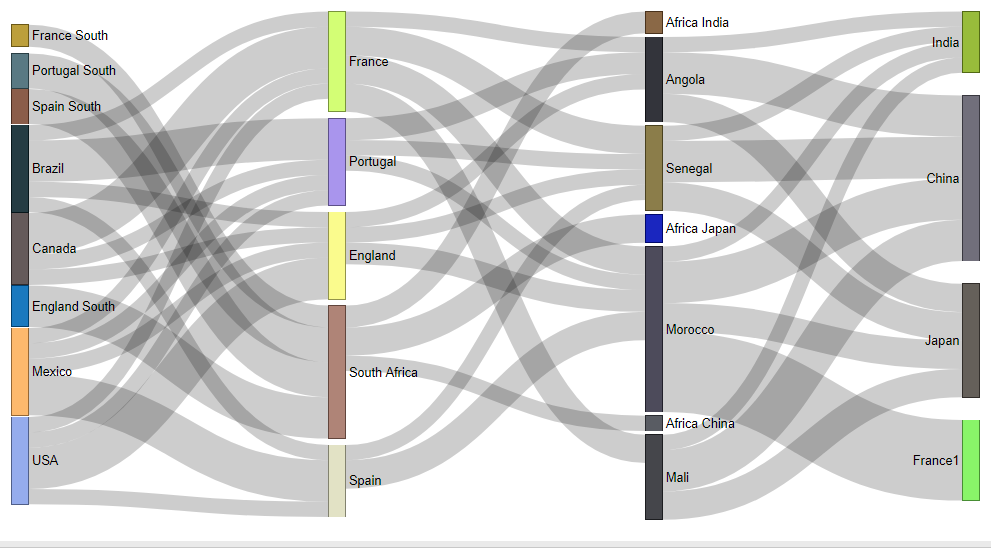 France South
Portugal South
Spain South
Brazil
Canada
England South
Mexico
USA
France
Portugal
England
South Africa
Spain
Africa India
Angola
Senegal
Africa Japan
Morocco
Africa China
Mali
India
China
Japan
France1